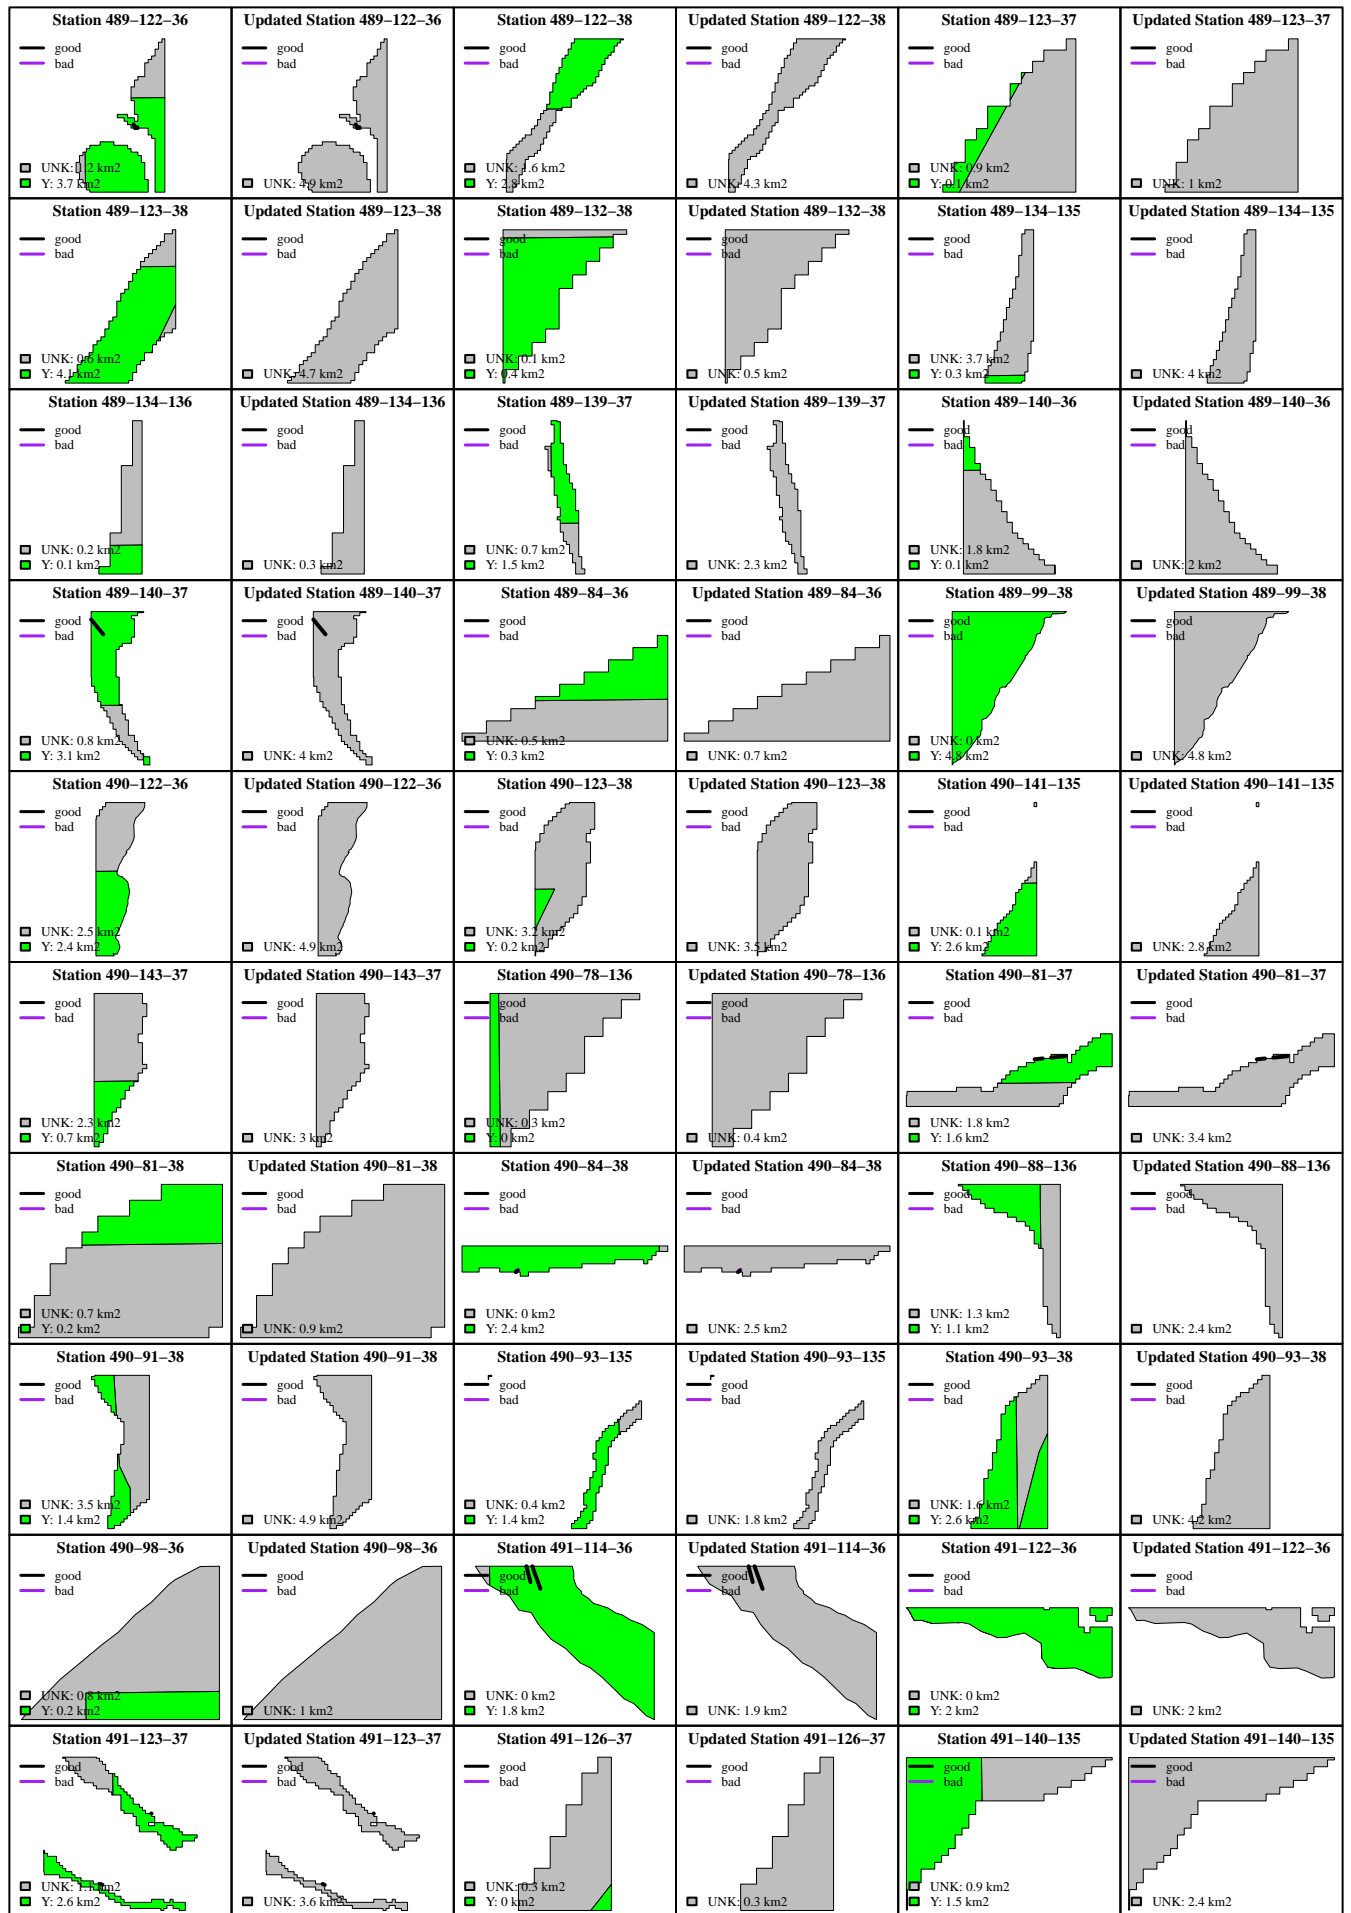 Station 489−122−36
good
bad
UNK: 1.2 km2
Y: 3.7 km2
Updated Station 489−122−36
good
bad
UNK: 4.9 km2
Station 489−122−38
good
bad
UNK: 1.6 km2
Y: 2.8 km2
Updated Station 489−122−38
good
bad
UNK: 4.3 km2
Station 489−123−37
good
bad
UNK: 0.9 km2
Y: 0.1 km2
Updated Station 489−123−37
good
bad
UNK: 1 km2
Station 489−123−38
good
bad
UNK: 0.6 km2
Y: 4.1 km2
Updated Station 489−123−38
good
bad
UNK: 4.7 km2
Station 489−132−38
good
bad
UNK: 0.1 km2
Y: 0.4 km2
Updated Station 489−132−38
good
bad
UNK: 0.5 km2
Station 489−134−135
good
bad
UNK: 3.7 km2
Y: 0.3 km2
Updated Station 489−134−135
good
bad
UNK: 4 km2
Station 489−134−136
good
bad
UNK: 0.2 km2
Y: 0.1 km2
Updated Station 489−134−136
good
bad
UNK: 0.3 km2
Station 489−139−37
good
bad
UNK: 0.7 km2
Y: 1.5 km2
Updated Station 489−139−37
good
bad
UNK: 2.3 km2
Station 489−140−36
good
bad
UNK: 1.8 km2
Y: 0.1 km2
Updated Station 489−140−36
good
bad
UNK: 2 km2
Station 489−140−37
good
bad
UNK: 0.8 km2
Y: 3.1 km2
Updated Station 489−140−37
good
bad
UNK: 4 km2
Station 489−84−36
good
bad
UNK: 0.5 km2
Y: 0.3 km2
Updated Station 489−84−36
good
bad
UNK: 0.7 km2
Station 489−99−38
good
bad
UNK: 0 km2
Y: 4.8 km2
Updated Station 489−99−38
good
bad
UNK: 4.8 km2
Station 490−122−36
good
bad
UNK: 2.5 km2
Y: 2.4 km2
Updated Station 490−122−36
good
bad
UNK: 4.9 km2
Station 490−123−38
good
bad
UNK: 3.2 km2
Y: 0.2 km2
Updated Station 490−123−38
good
bad
UNK: 3.5 km2
Station 490−141−135
good
bad
UNK: 0.1 km2
Y: 2.6 km2
Updated Station 490−141−135
good
bad
UNK: 2.8 km2
Station 490−143−37
good
bad
UNK: 2.3 km2
Y: 0.7 km2
Updated Station 490−143−37
good
bad
UNK: 3 km2
Station 490−78−136
good
bad
UNK: 0.3 km2
Y: 0 km2
Updated Station 490−78−136
good
bad
UNK: 0.4 km2
Station 490−81−37
good
bad
UNK: 1.8 km2
Y: 1.6 km2
Updated Station 490−81−37
good
bad
UNK: 3.4 km2
Station 490−81−38
good
bad
UNK: 0.7 km2
Y: 0.2 km2
Updated Station 490−81−38
good
bad
UNK: 0.9 km2
Station 490−84−38
good
bad
UNK: 0 km2
Y: 2.4 km2
Updated Station 490−84−38
good
bad
UNK: 2.5 km2
Station 490−88−136
good
bad
UNK: 1.3 km2
Y: 1.1 km2
Updated Station 490−88−136
good
bad
UNK: 2.4 km2
Station 490−91−38
good
bad
UNK: 3.5 km2
Y: 1.4 km2
Updated Station 490−91−38
good
bad
UNK: 4.9 km2
Station 490−93−135
good
bad
UNK: 0.4 km2
Y: 1.4 km2
Updated Station 490−93−135
good
bad
UNK: 1.8 km2
Station 490−93−38
good
bad
UNK: 1.6 km2
Y: 2.6 km2
Updated Station 490−93−38
good
bad
UNK: 4.2 km2
Station 490−98−36
good
bad
UNK: 0.8 km2
Y: 0.2 km2
Updated Station 490−98−36
good
bad
UNK: 1 km2
Station 491−114−36
good
bad
UNK: 0 km2
Y: 1.8 km2
Updated Station 491−114−36
good
bad
UNK: 1.9 km2
Station 491−122−36
good
bad
UNK: 0 km2
Y: 2 km2
Updated Station 491−122−36
good
bad
UNK: 2 km2
Station 491−123−37
good
bad
UNK: 1.1 km2
Y: 2.6 km2
Updated Station 491−123−37
good
bad
UNK: 3.6 km2
Station 491−126−37
good
bad
UNK: 0.3 km2
Y: 0 km2
Updated Station 491−126−37
good
bad
UNK: 0.3 km2
Station 491−140−135
good
bad
UNK: 0.9 km2
Y: 1.5 km2
Updated Station 491−140−135
good
bad
UNK: 2.4 km2